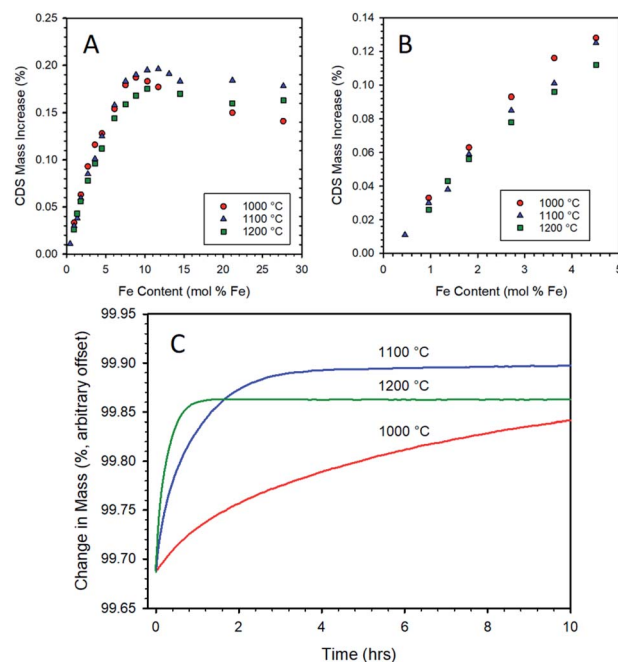 A
CDS Mass Increase (%)
0.25
0.20
0.15
0.10
0.05
0.00
0 5 10 15 20 25 30
Fe Content (mol % Fe)
1000 °C
1100 °C
1200 °C
B
CDS Mass Increase (%)
0.14
0.12
0.10
0.08
0.06
0.04
0.02
0.00
0 1 2 3 4 5
Fe Content (mol % Fe)
1000 °C
1100 °C
1200 °C
C
Change in Mass (%, arbitrary offset)
99.95
99.90
99.85
99.80
99.75
99.70
99.65
1100 °C
1200 °C
1000 °C
0 2 4 6 8 10
Time (hrs)